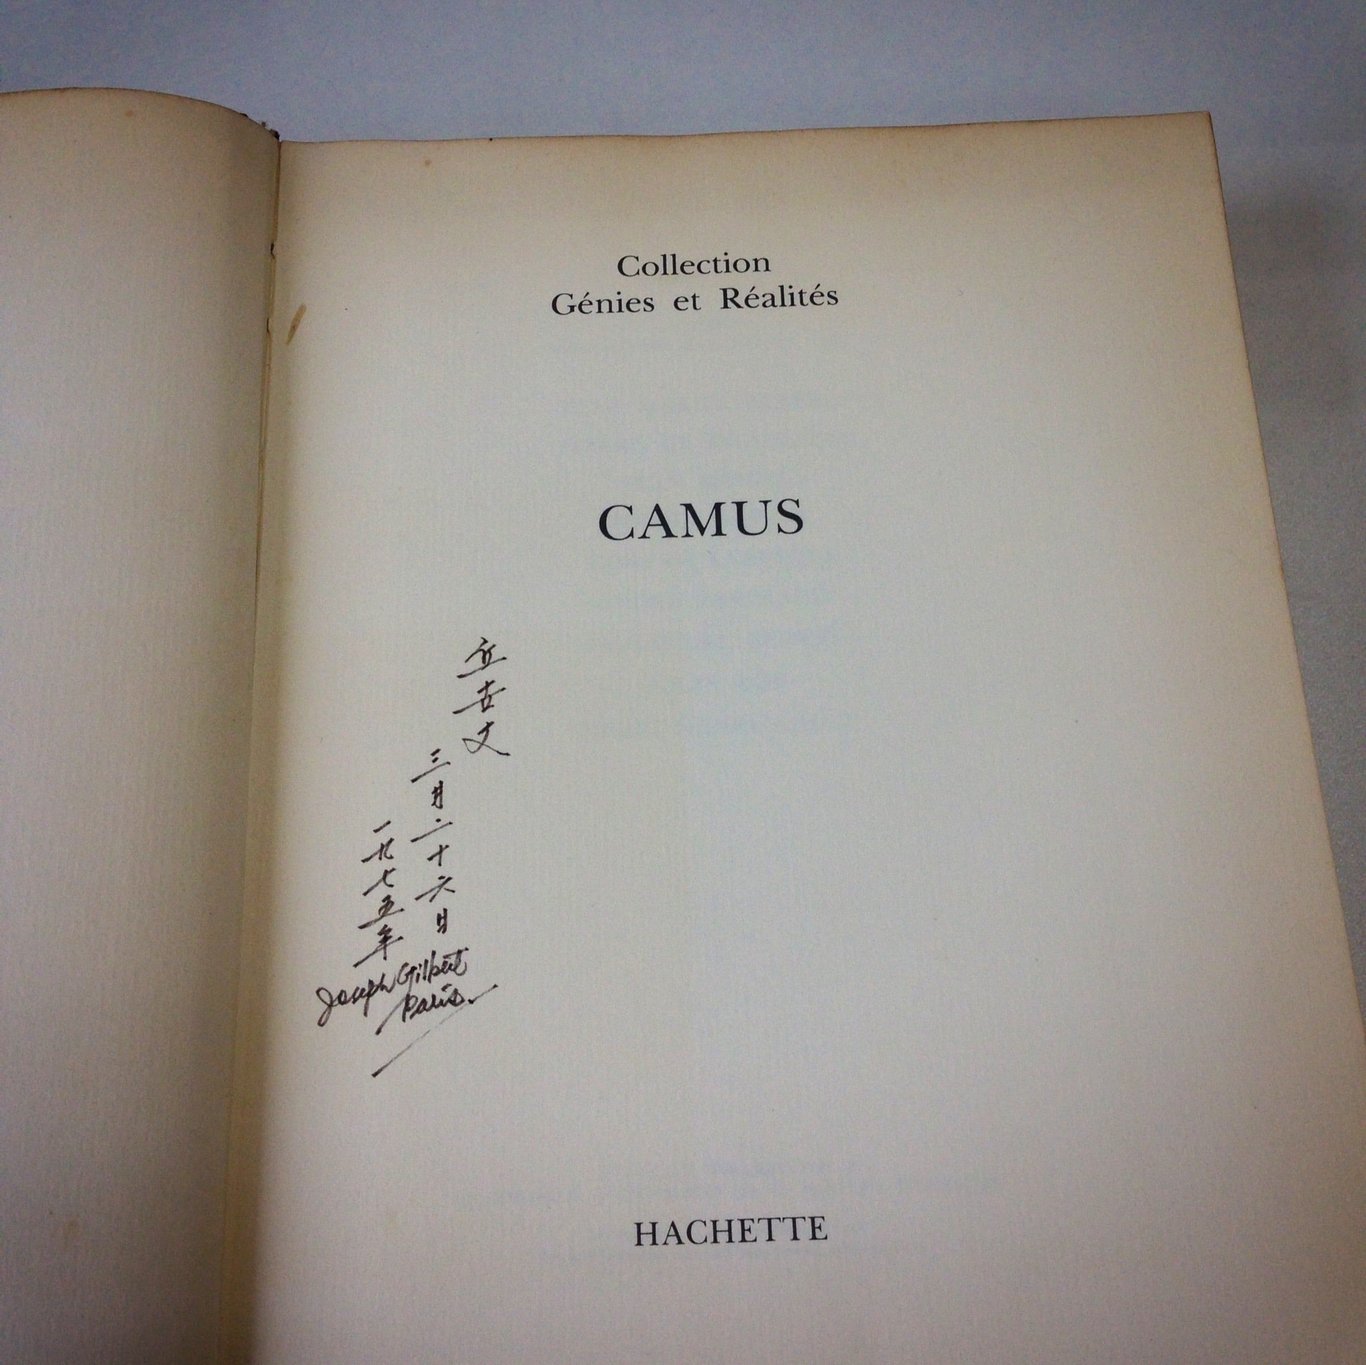 Collection
Génies et Réalités
CAMUS
三月二十六日
一九七五年
Joseph Gilbert
Paris.
HACHETTE